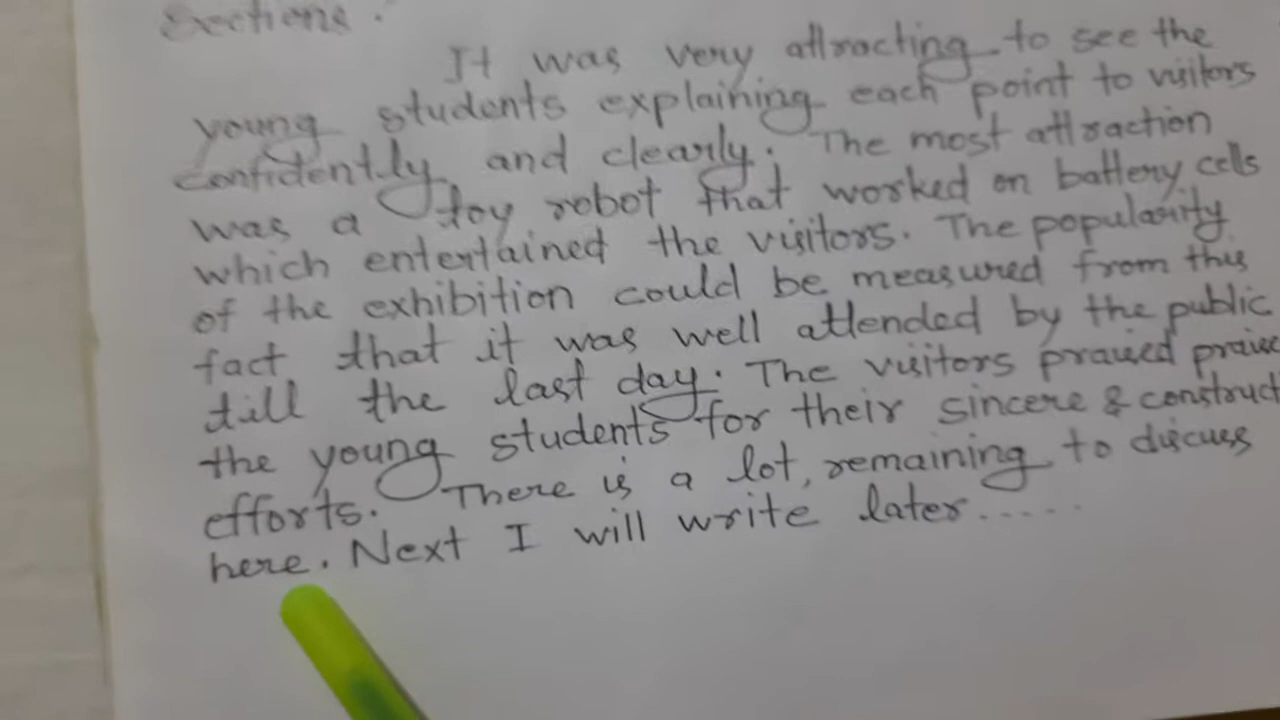 Sections.
It was very attracting to see the
young students explaining each point to visitors
confidently and clearly. The most attraction
was a toy robot that worked on battery cells
which entertained the visitors. The popularity
of the exhibition could be measured from this
fact that it was well attended by the public
till the last day. The visitors praised praise
the young students for their sincere & construct
efforts. There is a lot, remaining to discuss
here. Next I will write later......